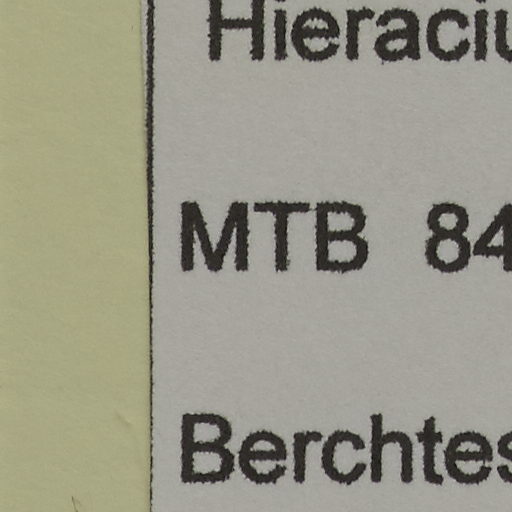 Hieraciu
MTB 84
Berchtes